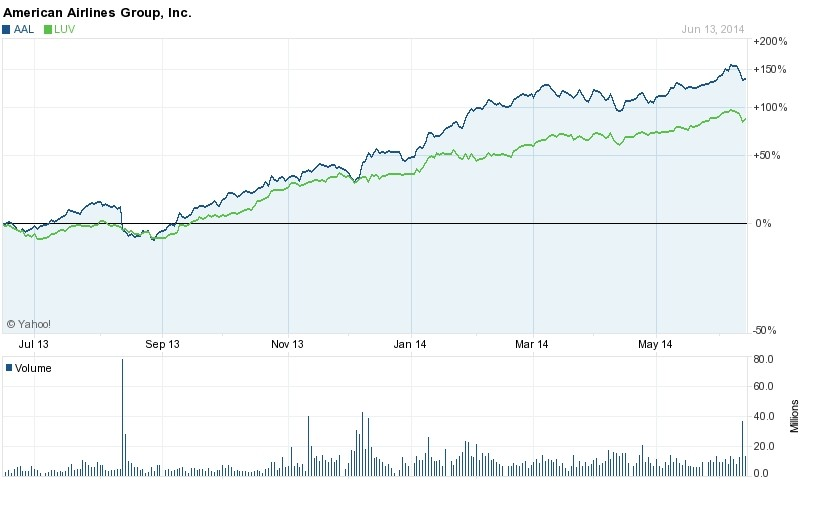 American Airlines Group, Inc.
AAL LUV Jun 13, 2014
+200%
+150%
+100%
+50%
0%
-50%
© Yahoo!
Jul 13 Sep 13 Nov 13 Jan 14 Mar 14 May 14
Volume
80.0
60.0
40.0
20.0
0.0
Millions